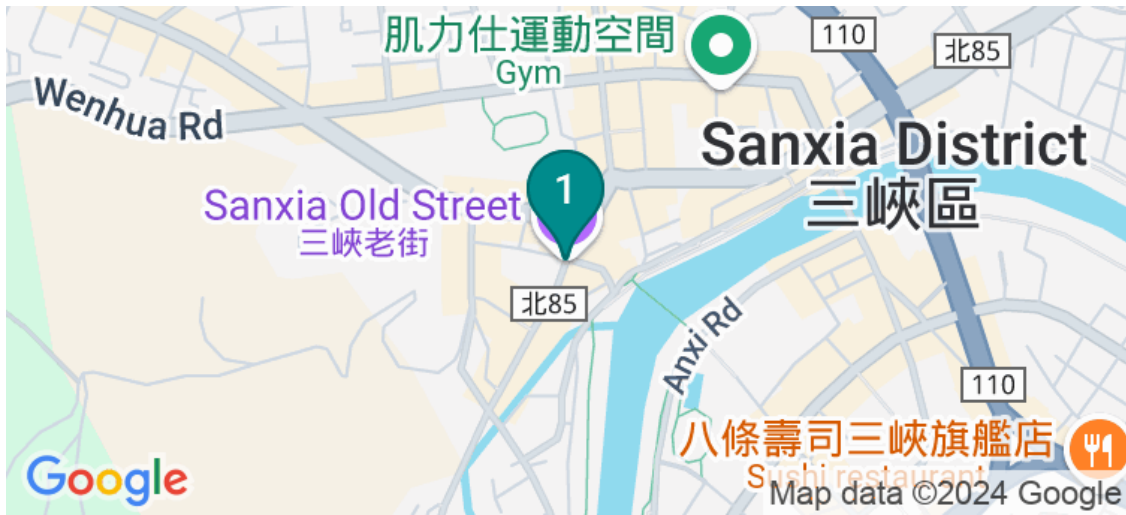 肌力仕運動空間
Gym
110
北85
Wenhua Rd
Sanxia District
三峽區
1
Sanxia Old Street
三峽老街
北85
Anxi Rd
110
八條壽司三峽旗艦店
Sushi restaurant
Google
Map data ©2024 Google